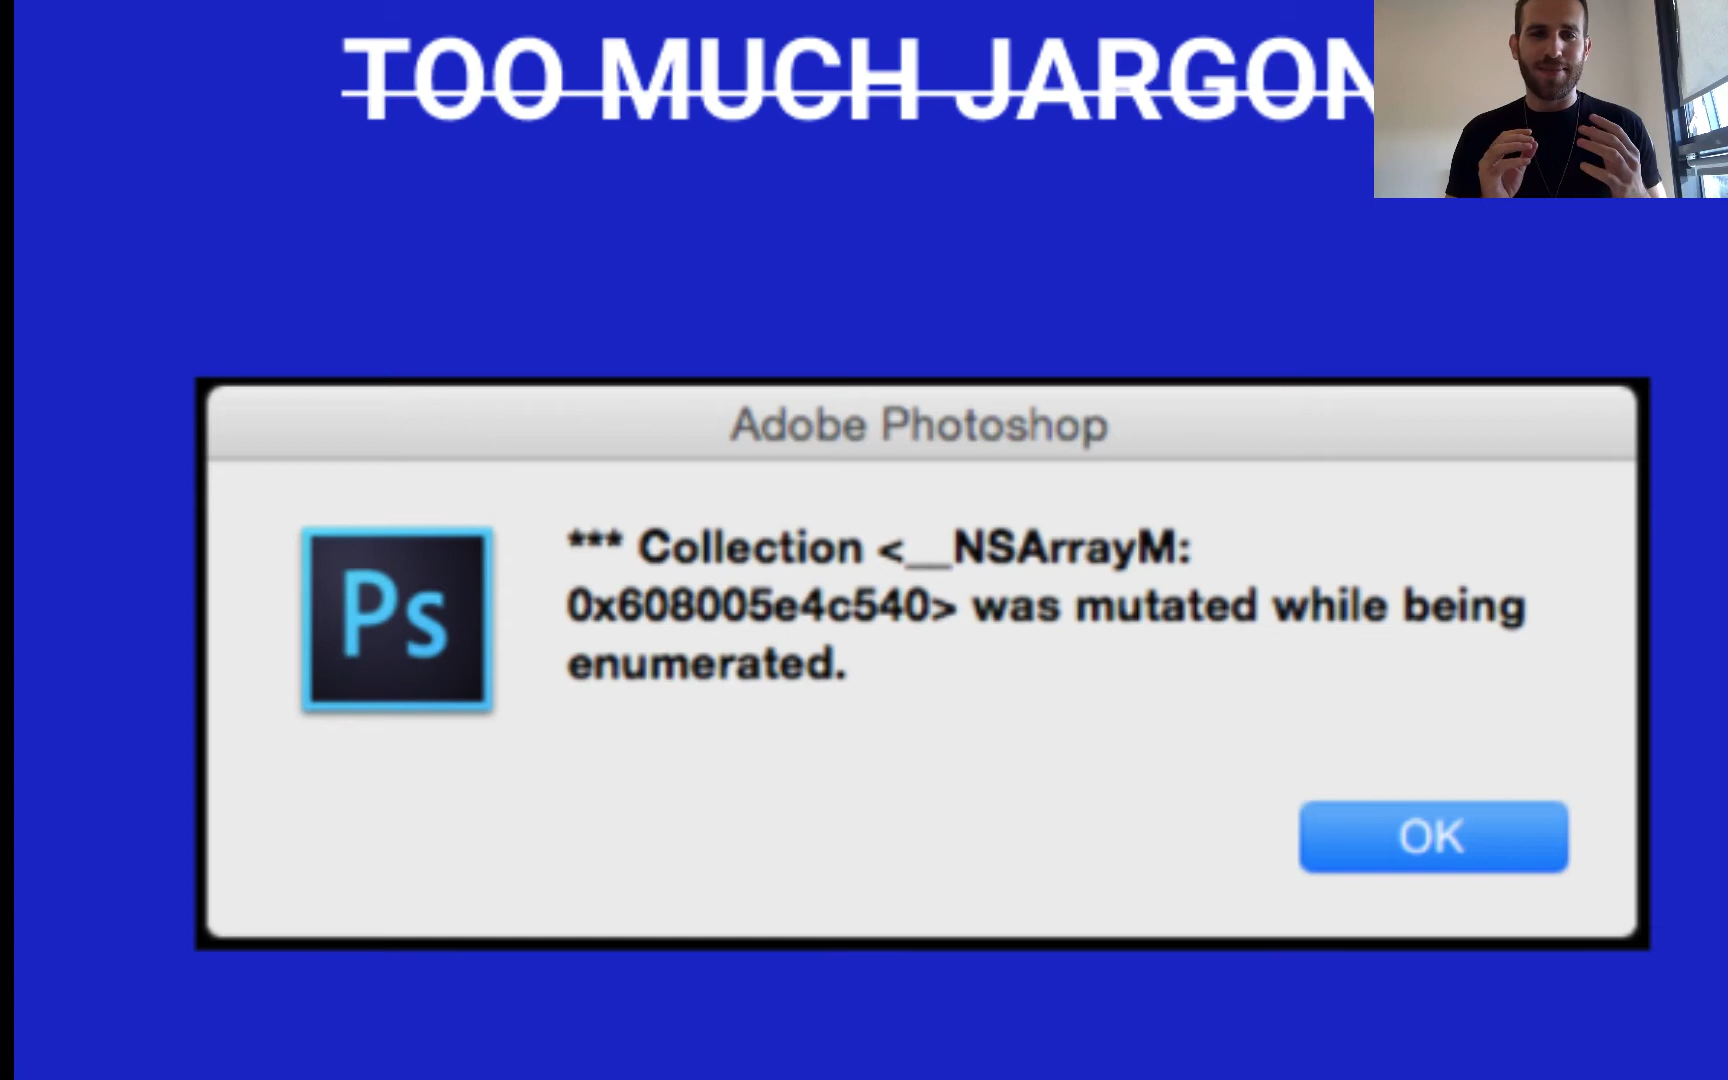 TOO MUCH JARGON
Adobe Photoshop
Ps
*** Collection <__NSArrayM:
0x608005e4c540> was mutated while being
enumerated.
OK